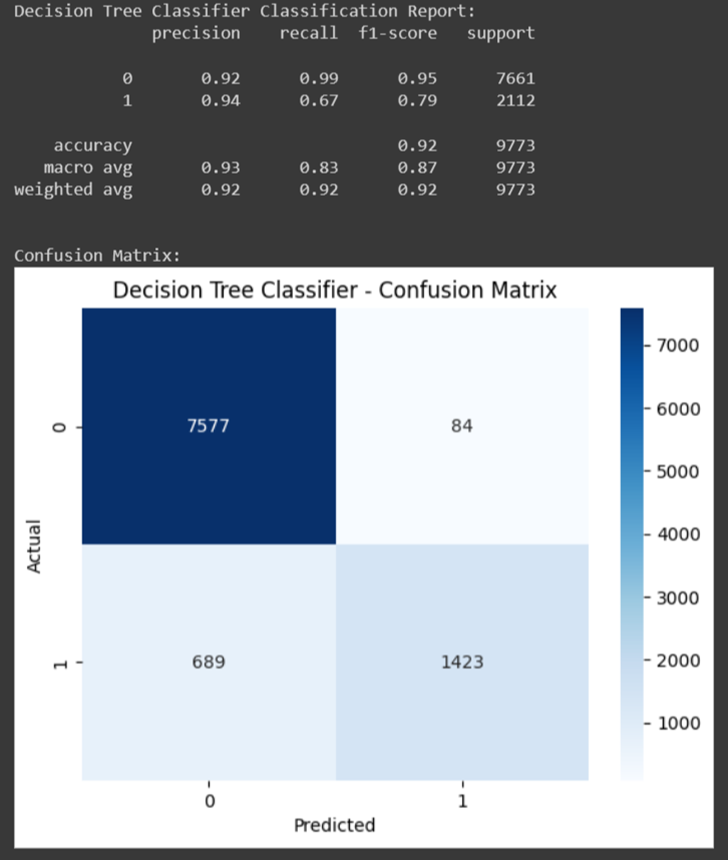 Decision Tree Classifier Classification Report:
precision recall f1-score support
0 0.92 0.99 0.95 7661
1 0.94 0.67 0.79 2112
accuracy 0.92 9773
macro avg 0.93 0.83 0.87 9773
weighted avg 0.92 0.92 0.92 9773
Confusion Matrix:
Decision Tree Classifier - Confusion Matrix
7000
6000
5000
4000
3000
2000
1000
0
7577 84
Actual
1
689 1423
0 1
Predicted